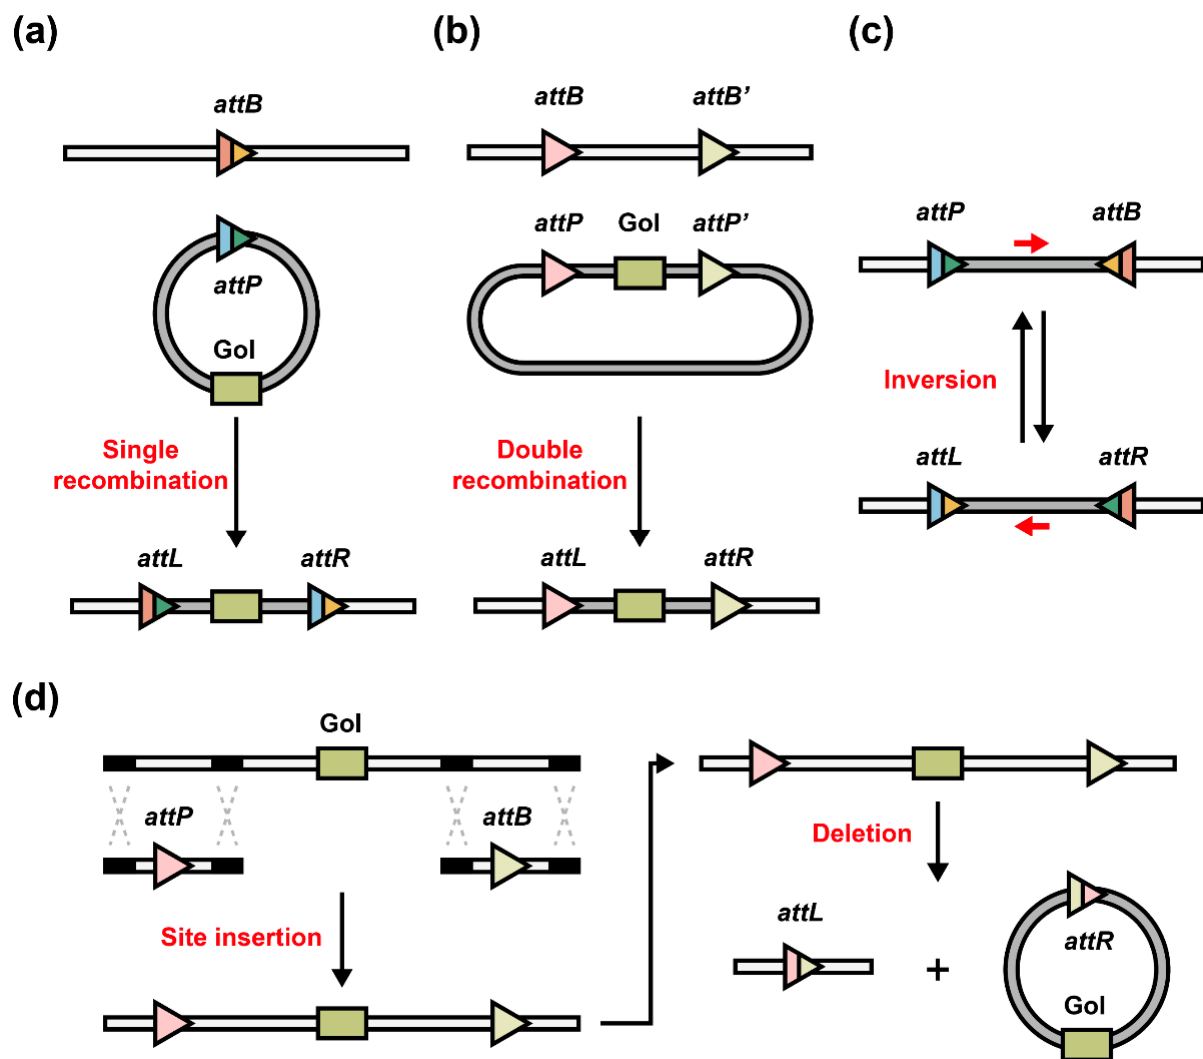 (a)
attB
attP
GoI
Single
recombination
attL
attR
(b)
attB
attB’
attP
GoI
attP’
Double
recombination
attL
attR
(c)
attP
attB
Inversion
attL
attR
(d)
GoI
attP
attB
Site insertion
Deletion
attL
+
attR
GoI